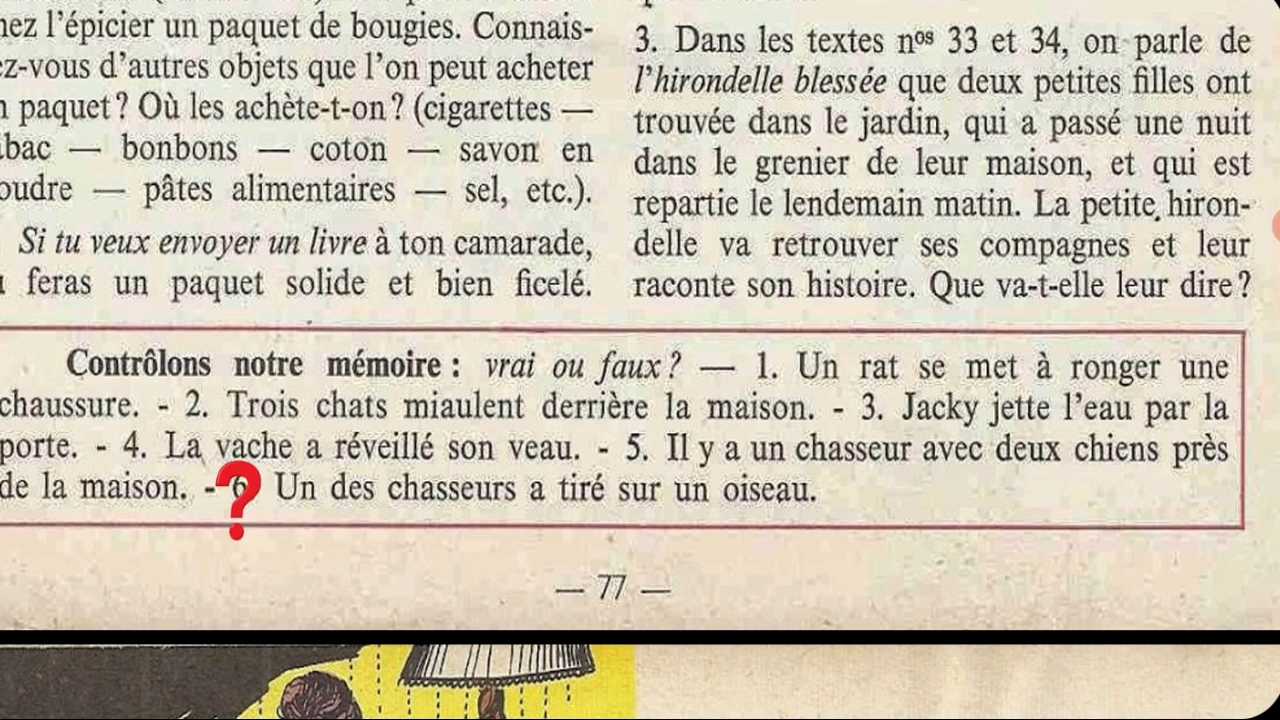 l'épicier un paquet de bougies. Connais-
ez-vous d'autres objets que l'on peut acheter
paquet ? Où les achète-t-on ? (cigarettes —
bac — bonbons — coton — savon en
oudre — pâtes alimentaires — sel, etc.).
Si tu veux envoyer un livre à ton camarade,
feras un paquet solide et bien ficelé.
3. Dans les textes nos 33 et 34, on parle de
l'hirondelle blessée que deux petites filles ont
trouvée dans le jardin, qui a passé une nuit
dans le grenier de leur maison, et qui est
repartie le lendemain matin. La petite hiron-
delle va retrouver ses compagnes et leur
raconte son histoire. Que va-t-elle leur dire ?
Contrôlons notre mémoire : vrai ou faux ? — 1. Un rat se met à ronger une
chaussure. - 2. Trois chats miaulent derrière la maison. - 3. Jacky jette l'eau par la
porte. - 4. La vache a réveillé son veau. - 5. Il y a un chasseur avec deux chiens près
de la maison. - 6 Un des chasseurs a tiré sur un oiseau.
?
— 77 —